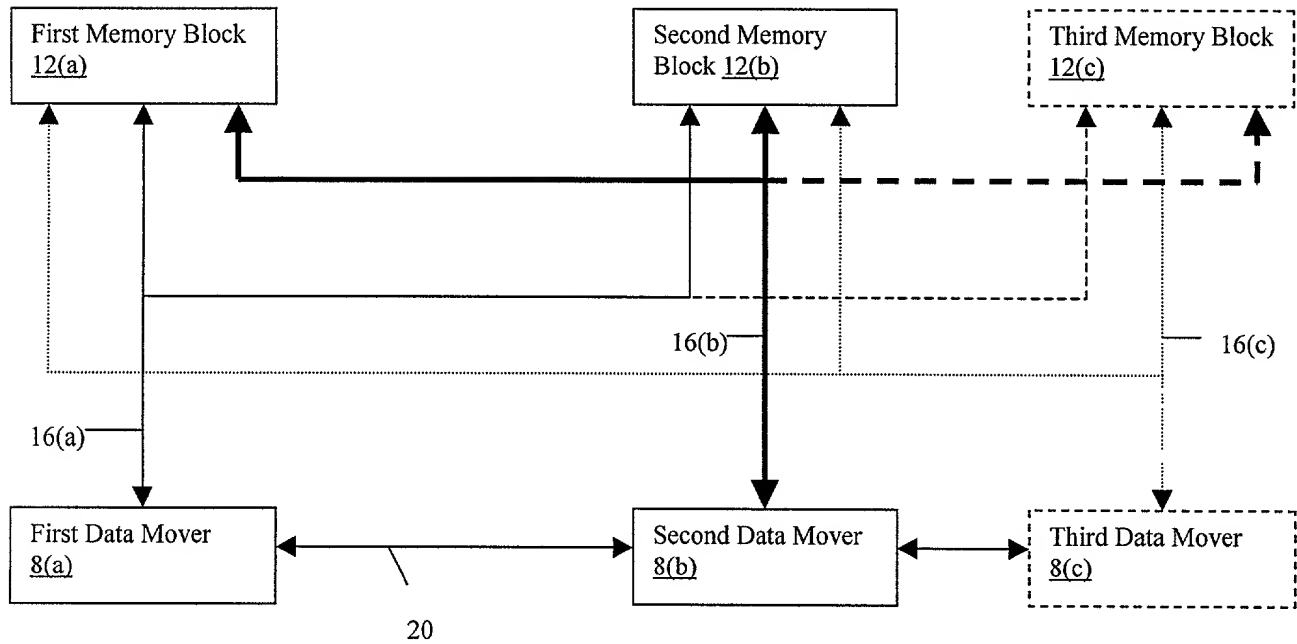 First Memory Block
12(a)
Second Memory
Block 12(b)
Third Memory Block
12(c)
16(b)
16(c)
16(a)
First Data Mover
8(a)
Second Data Mover
8(b)
Third Data Mover
8(c)
20